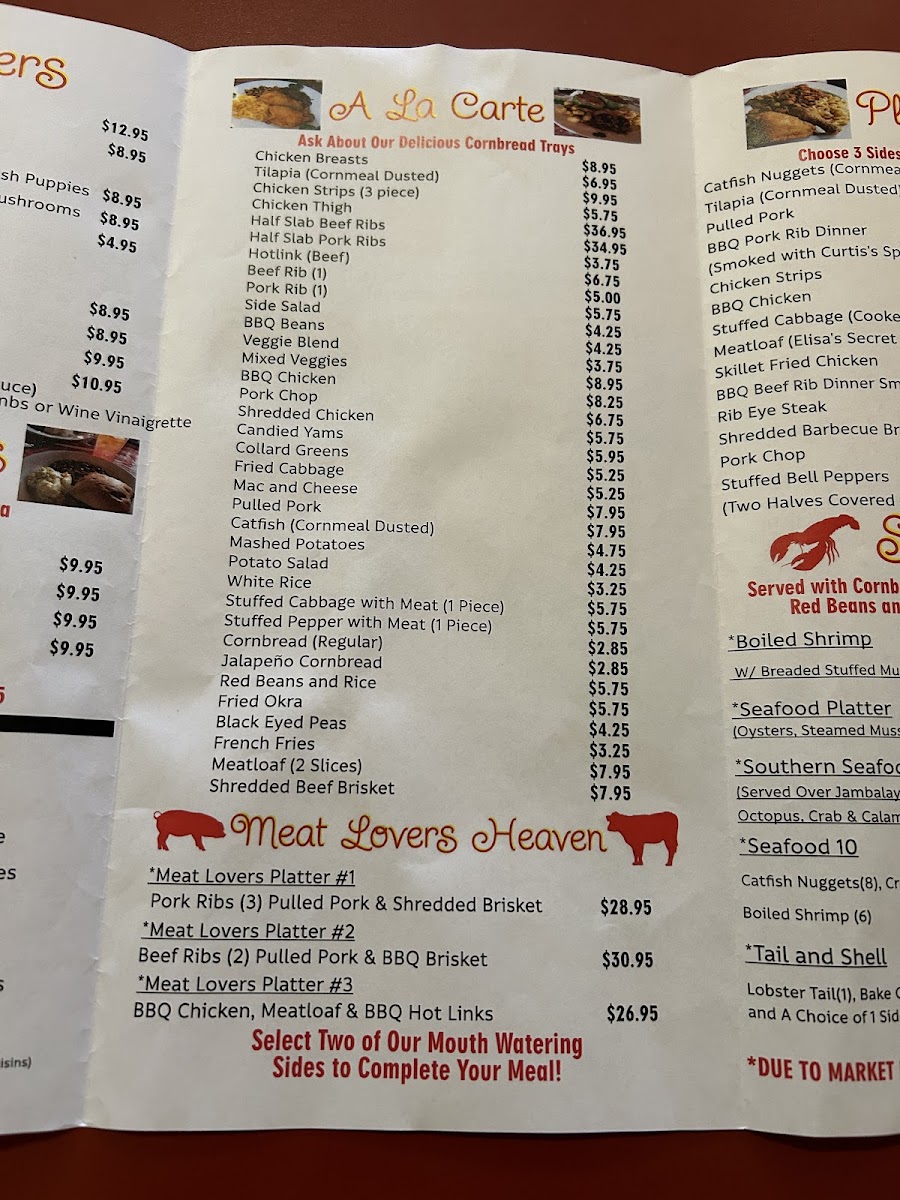 ers
$12.95
$8.95
sh Puppies $8.95
ushrooms $8.95
$4.95
$8.95
$8.95
$9.95
uce) $10.95
mbs or Wine Vinaigrette
s
a
$9.95
$9.95
$9.95
$9.95
5
e
es
s
isins)
A La Carte
Ask About Our Delicious Cornbread Trays
Chicken Breasts $8.95
Tilapia (Cornmeal Dusted) $6.95
Chicken Strips (3 piece) $9.95
Chicken Thigh $5.75
Half Slab Beef Ribs $36.95
Half Slab Pork Ribs $34.95
Hotlink (Beef) $3.75
Beef Rib (1) $6.75
Pork Rib (1) $5.00
Side Salad $5.75
BBQ Beans $4.25
Veggie Blend $4.25
Mixed Veggies $3.75
BBQ Chicken $8.95
Pork Chop $8.25
Shredded Chicken $6.75
Candied Yams $5.75
Collard Greens $5.95
Fried Cabbage $5.25
Mac and Cheese $5.25
Pulled Pork $7.95
Catfish (Cornmeal Dusted) $7.95
Mashed Potatoes $4.75
Potato Salad $4.25
White Rice $3.25
Stuffed Cabbage with Meat (1 Piece) $5.75
Stuffed Pepper with Meat (1 Piece) $5.75
Cornbread (Regular) $2.85
Jalapeño Cornbread $2.85
Red Beans and Rice $5.75
Fried Okra $5.75
Black Eyed Peas $4.25
French Fries $3.25
Meatloaf (2 Slices) $7.95
Shredded Beef Brisket $7.95
Meat Lovers Heaven
*Meat Lovers Platter #1
Pork Ribs (3) Pulled Pork & Shredded Brisket $28.95
*Meat Lovers Platter #2
Beef Ribs (2) Pulled Pork & BBQ Brisket $30.95
*Meat Lovers Platter #3
BBQ Chicken, Meatloaf & BBQ Hot Links $26.95
Select Two of Our Mouth Watering
Sides to Complete Your Meal!
Pl
Choose 3 Sides
Catfish Nuggets (Cornmea
Tilapia (Cornmeal Dusted)
Pulled Pork
BBQ Pork Rib Dinner
(Smoked with Curtis's Sp
Chicken Strips
BBQ Chicken
Stuffed Cabbage (Cooke
Meatloaf (Elisa's Secret
Skillet Fried Chicken
BBQ Beef Rib Dinner Sm
Rib Eye Steak
Shredded Barbecue Br
Pork Chop
Stuffed Bell Peppers
(Two Halves Covered
S
Served with Cornb
Red Beans an
*Boiled Shrimp
W/ Breaded Stuffed Mu
*Seafood Platter
(Oysters, Steamed Muss
*Southern Seafoo
(Served Over Jambalay
Octopus, Crab & Calam
*Seafood 10
Catfish Nuggets(8), Cr
Boiled Shrimp (6)
*Tail and Shell
Lobster Tail(1), Bake C
and A Choice of 1 Sid
*DUE TO MARKET